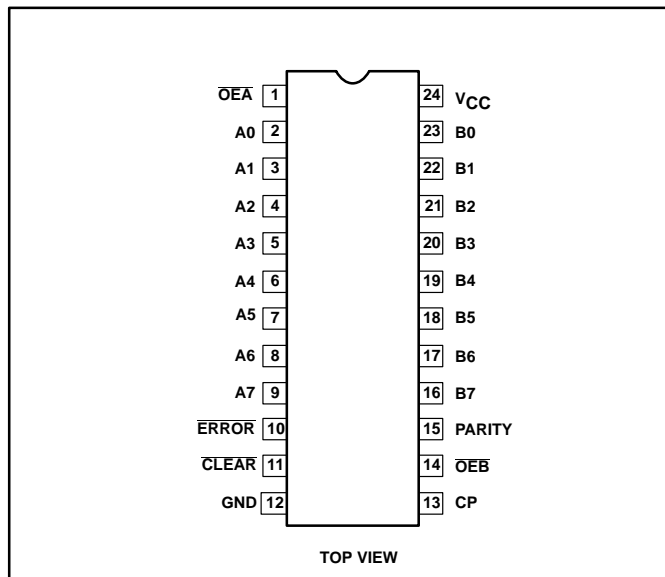 OEA 1 24 VCC
A0 2 23 B0
A1 3 22 B1
A2 4 21 B2
A3 5 20 B3
A4 6 19 B4
A5 7 18 B5
A6 8 17 B6
A7 9 16 B7
ERROR 10 15 PARITY
CLEAR 11 14 OEB
GND 12 13 CP
TOP VIEW